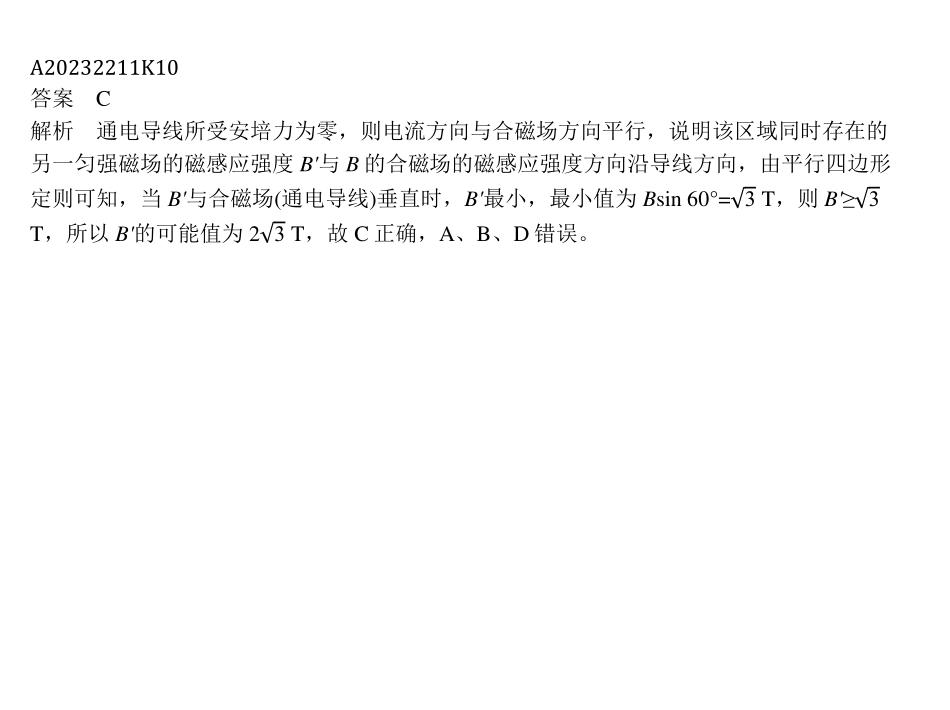 A20232211K10
答案　C
解析　通电导线所受安培力为零，则电流方向与合磁场方向平行，说明该区域同时存在的
另一匀强磁场的磁感应强度 B′与 B 的合磁场的磁感应强度方向沿导线方向，由平行四边形
定则可知，当 B′与合磁场(通电导线)垂直时，B′最小，最小值为 Bsin 60°=√3 T，则 B′≥√3
T，所以 B′的可能值为 2√3 T，故 C 正确，A、B、D 错误。